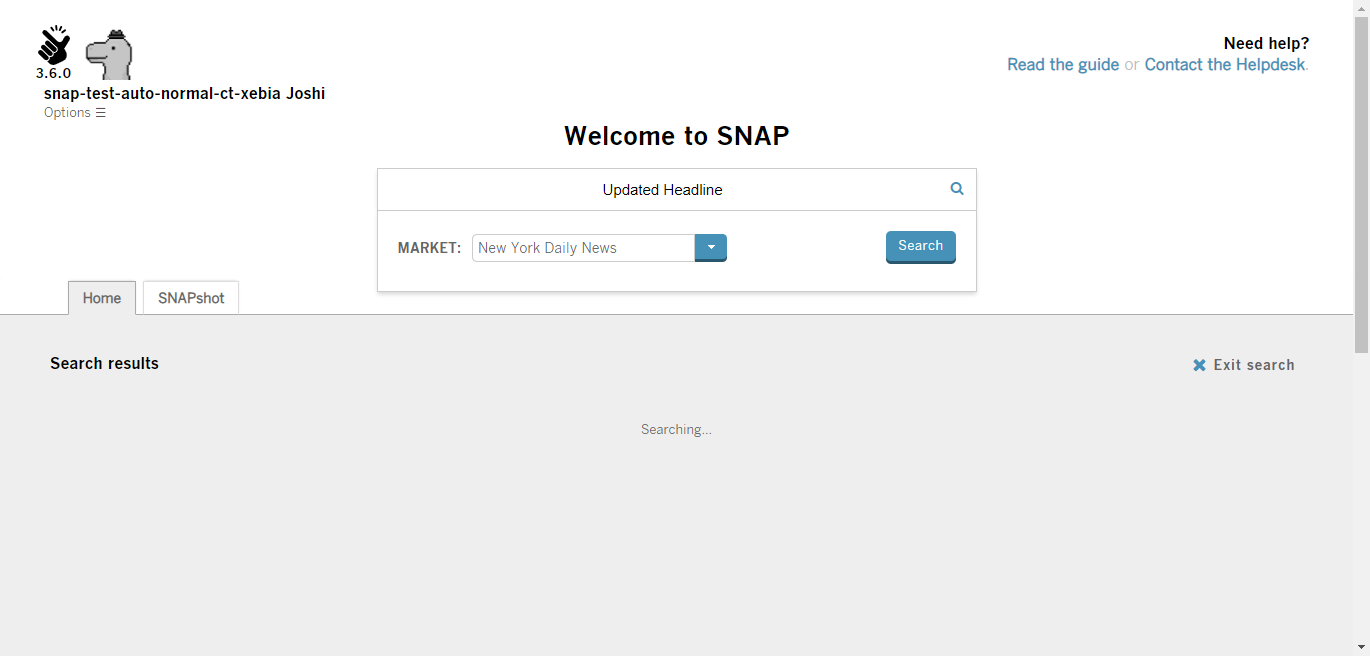 3.6.0
snap-test-auto-normal-ct-xebia Joshi
Options ☰
Need help?
Read the guide or Contact the Helpdesk.
Welcome to SNAP
Updated Headline
MARKET: New York Daily News Search
Home SNAPshot
Search results Exit search
Searching...